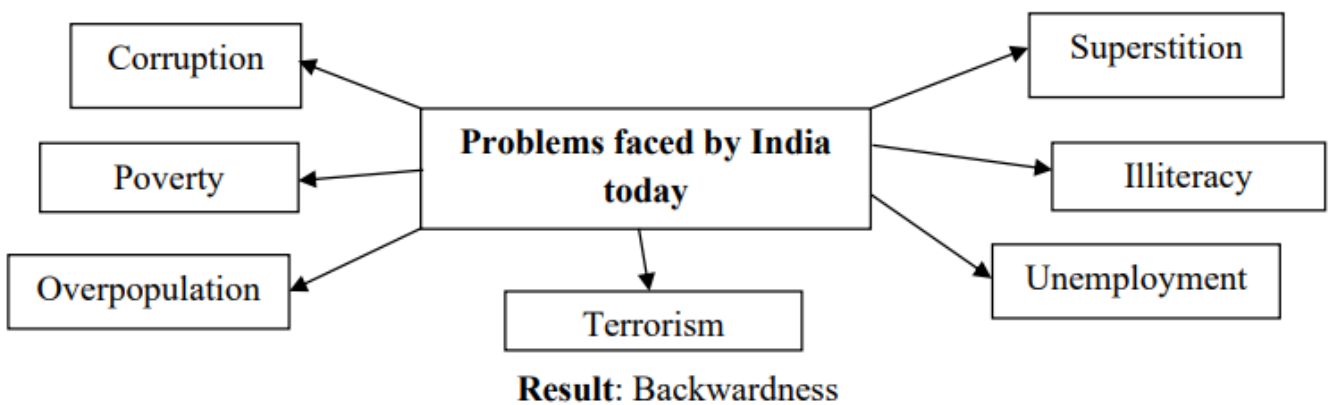 Corruption
Superstition
Problems faced by India
today
Poverty
Illiteracy
Overpopulation
Unemployment
Terrorism
Result: Backwardness